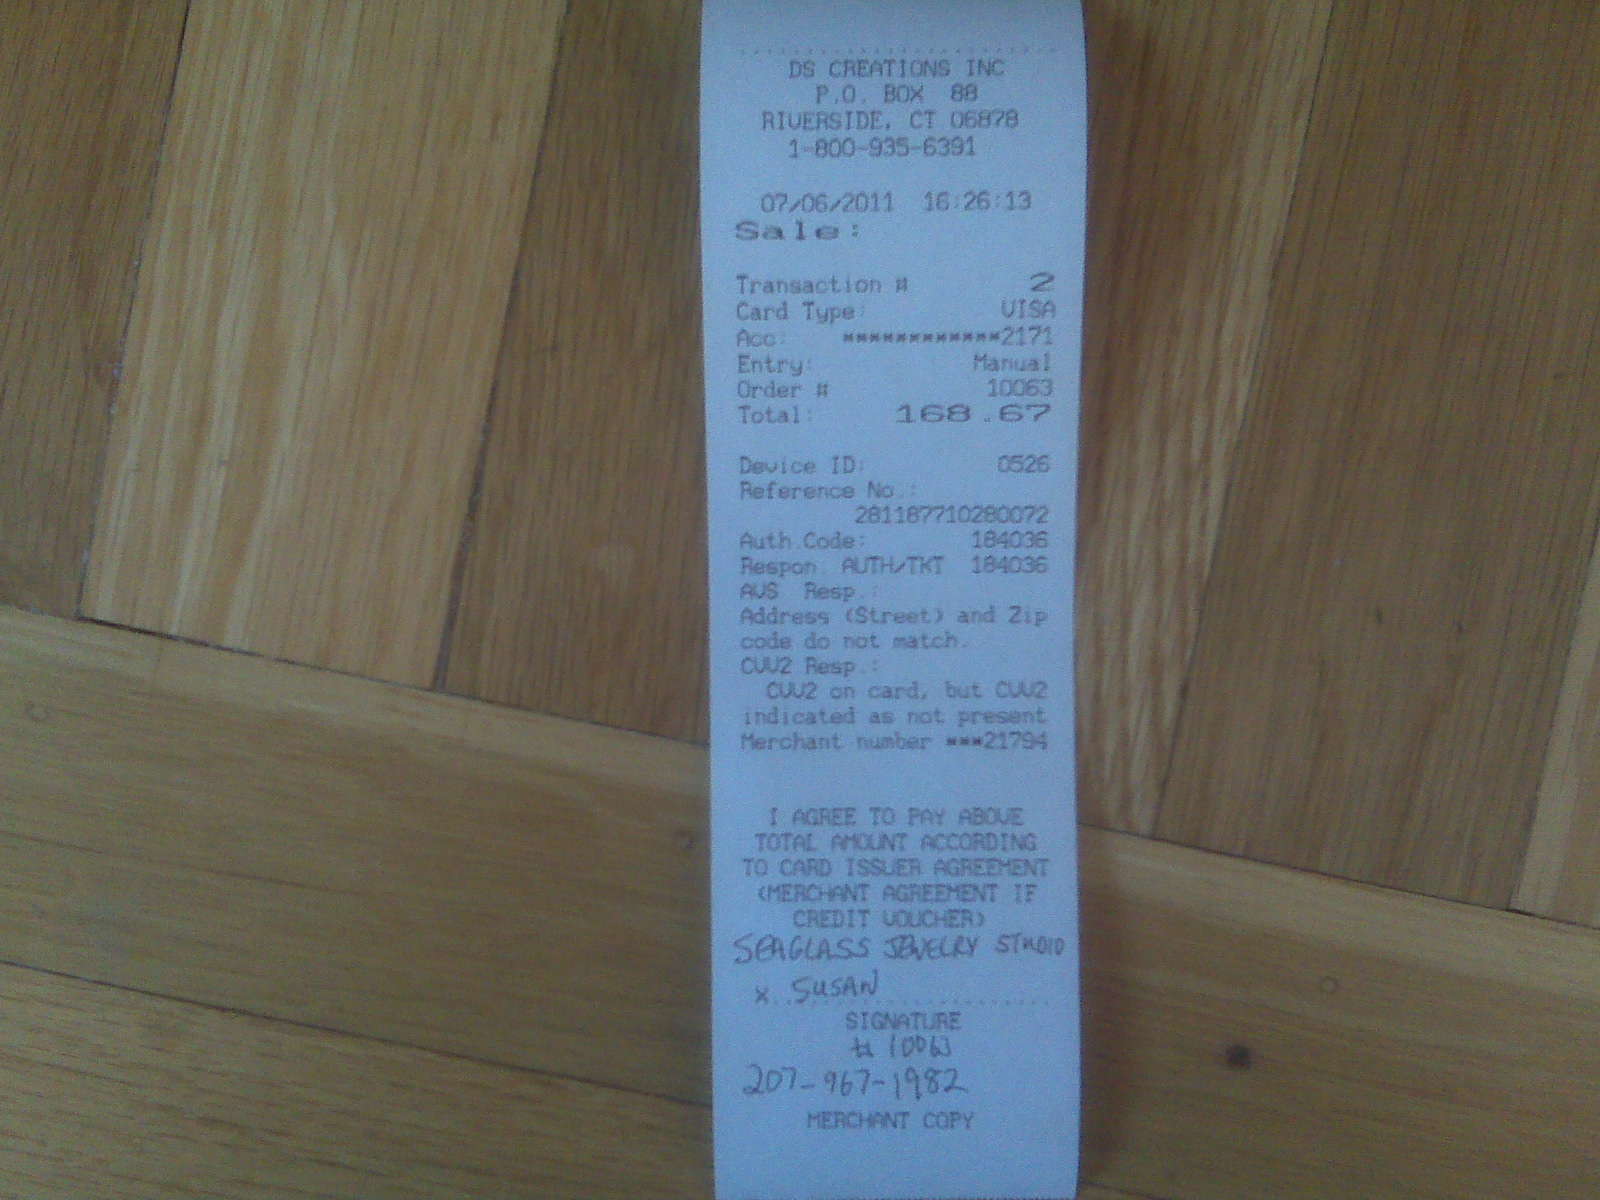 DS CREATIONS INC
P.O. BOX 88
RIVERSIDE, CT 06878
1-800-935-6391
07/06/2011 16:26:13
Sale:
Transaction # 2
Card Type: VISA
Acc: ************2171
Entry: Manual
Order # 10063
Total: 168.67
Device ID: 0526
Reference No.:
281187710280072
Auth.Code: 184036
Respon. AUTH/TKT 184036
AVS Resp.:
Address (Street) and Zip
code do not match.
CVV2 Resp.:
CVV2 on card, but CVV2
indicated as not present
Merchant number ***21794
I AGREE TO PAY ABOVE
TOTAL AMOUNT ACCORDING
TO CARD ISSUER AGREEMENT
(MERCHANT AGREEMENT IF
CREDIT VOUCHER)
SEAGLASS JEWELRY STUDIO
x SUSAN
SIGNATURE
# 10063
207-967-1982
MERCHANT COPY